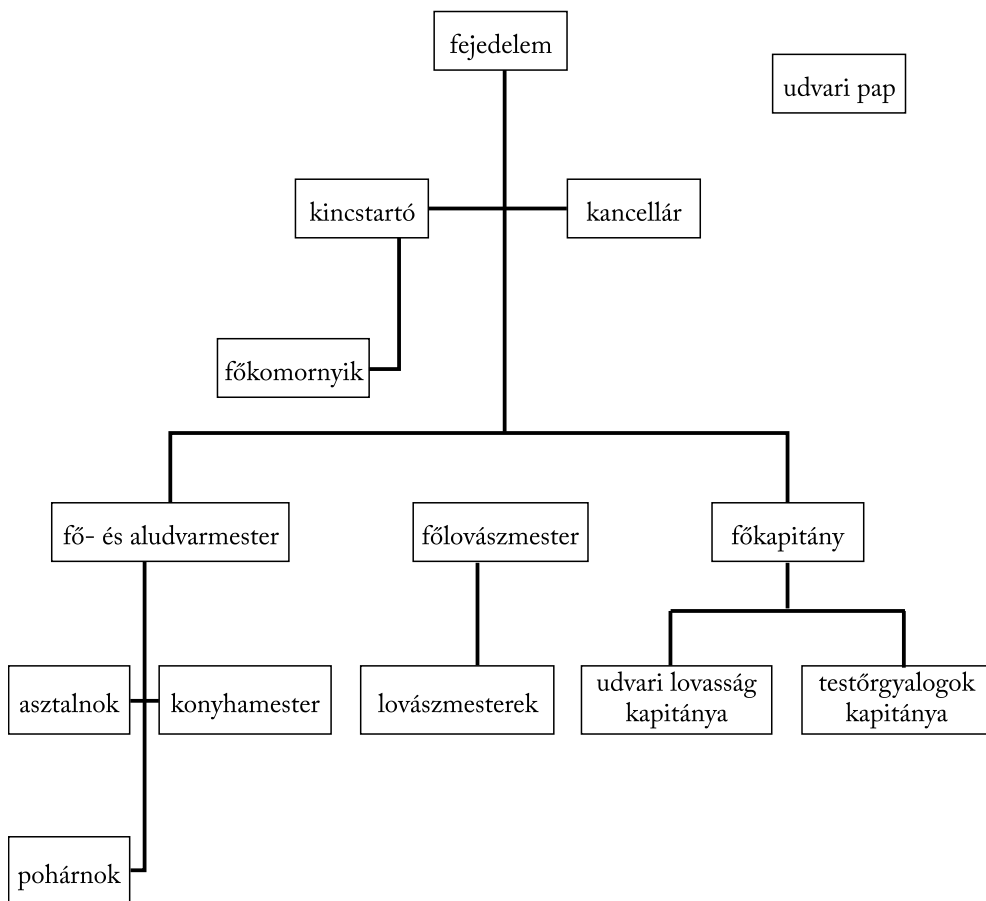 fejedelem
udvari pap
kincstartó
kancellár
főkomornyik
fő- és aludvarmester
főlovászmester
főkapitány
asztalnok
konyhamester
lovászmesterek
udvari lovasság
kapitánya
testőrgyalogok
kapitánya
pohárnok